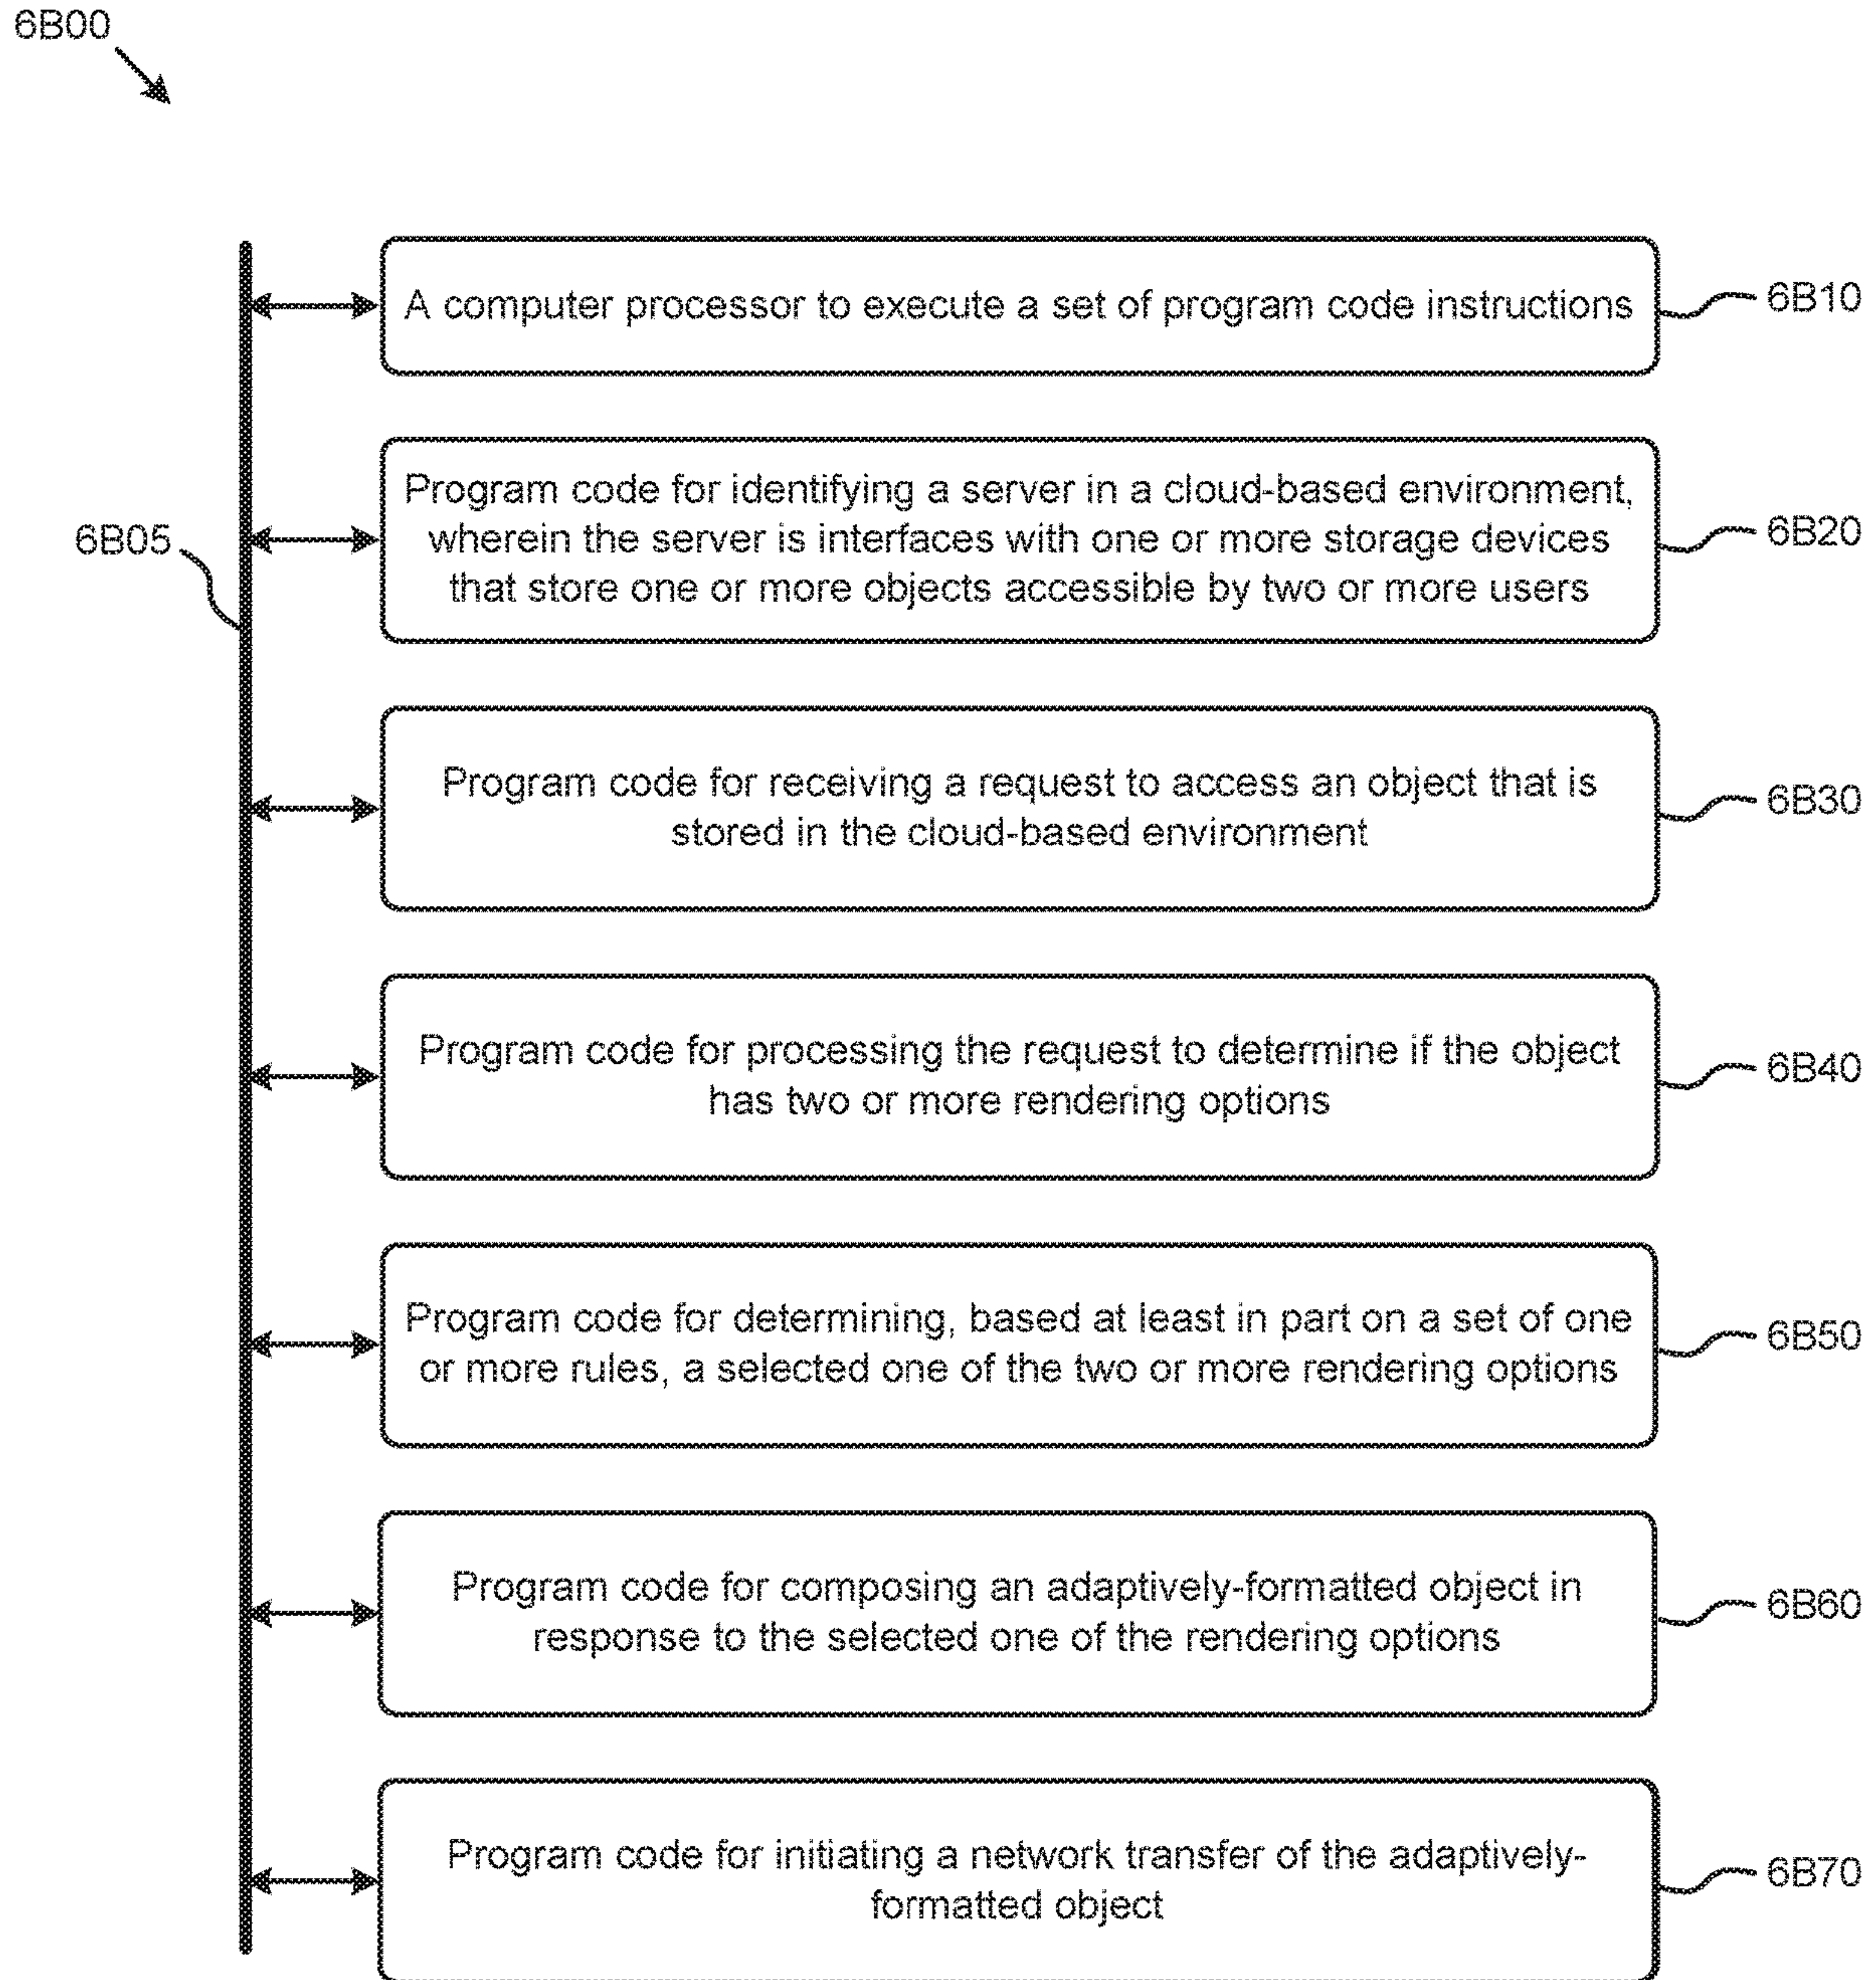 6B00
A computer processor to execute a set of program code instructions
6B10
Program code for identifying a server in a cloud-based environment,
wherein the server is interfaces with one or more storage devices
that store one or more objects accessible by two or more users
6B20
6B05
Program code for receiving a request to access an object that is
stored in the cloud-based environment
6B30
Program code for processing the request to determine if the object
has two or more rendering options
6B40
Program code for determining, based at least in part on a set of one
or more rules, a selected one of the two or more rendering options
6B50
Program code for composing an adaptively-formatted object in
response to the selected one of the rendering options
6B60
Program code for initiating a network transfer of the adaptively-
formatted object
6B70